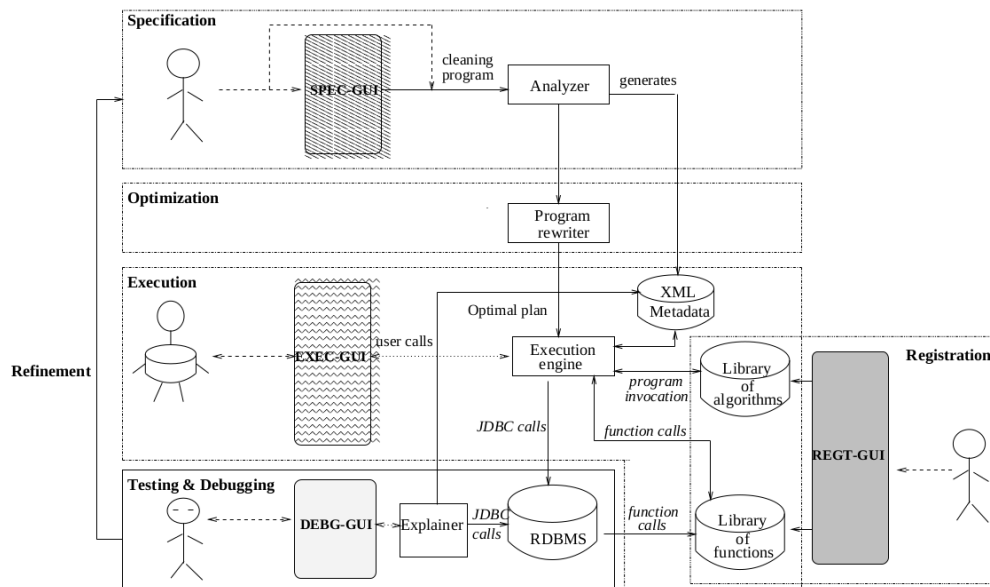 Specification
cleaning
program
generates
SPEC-GUI
Analyzer
Optimization
Program
rewriter
Execution
XML
Metadata
Optimal plan
user calls
EXEC-GUI
Execution
engine
Registration
Refinement
Library
of
algorithms
program
invocation
JDBC calls
function calls
REGT-GUI
Testing & Debugging
DEBG-GUI
Explainer
JDBC
calls
RDBMS
function
calls
Library
of
functions